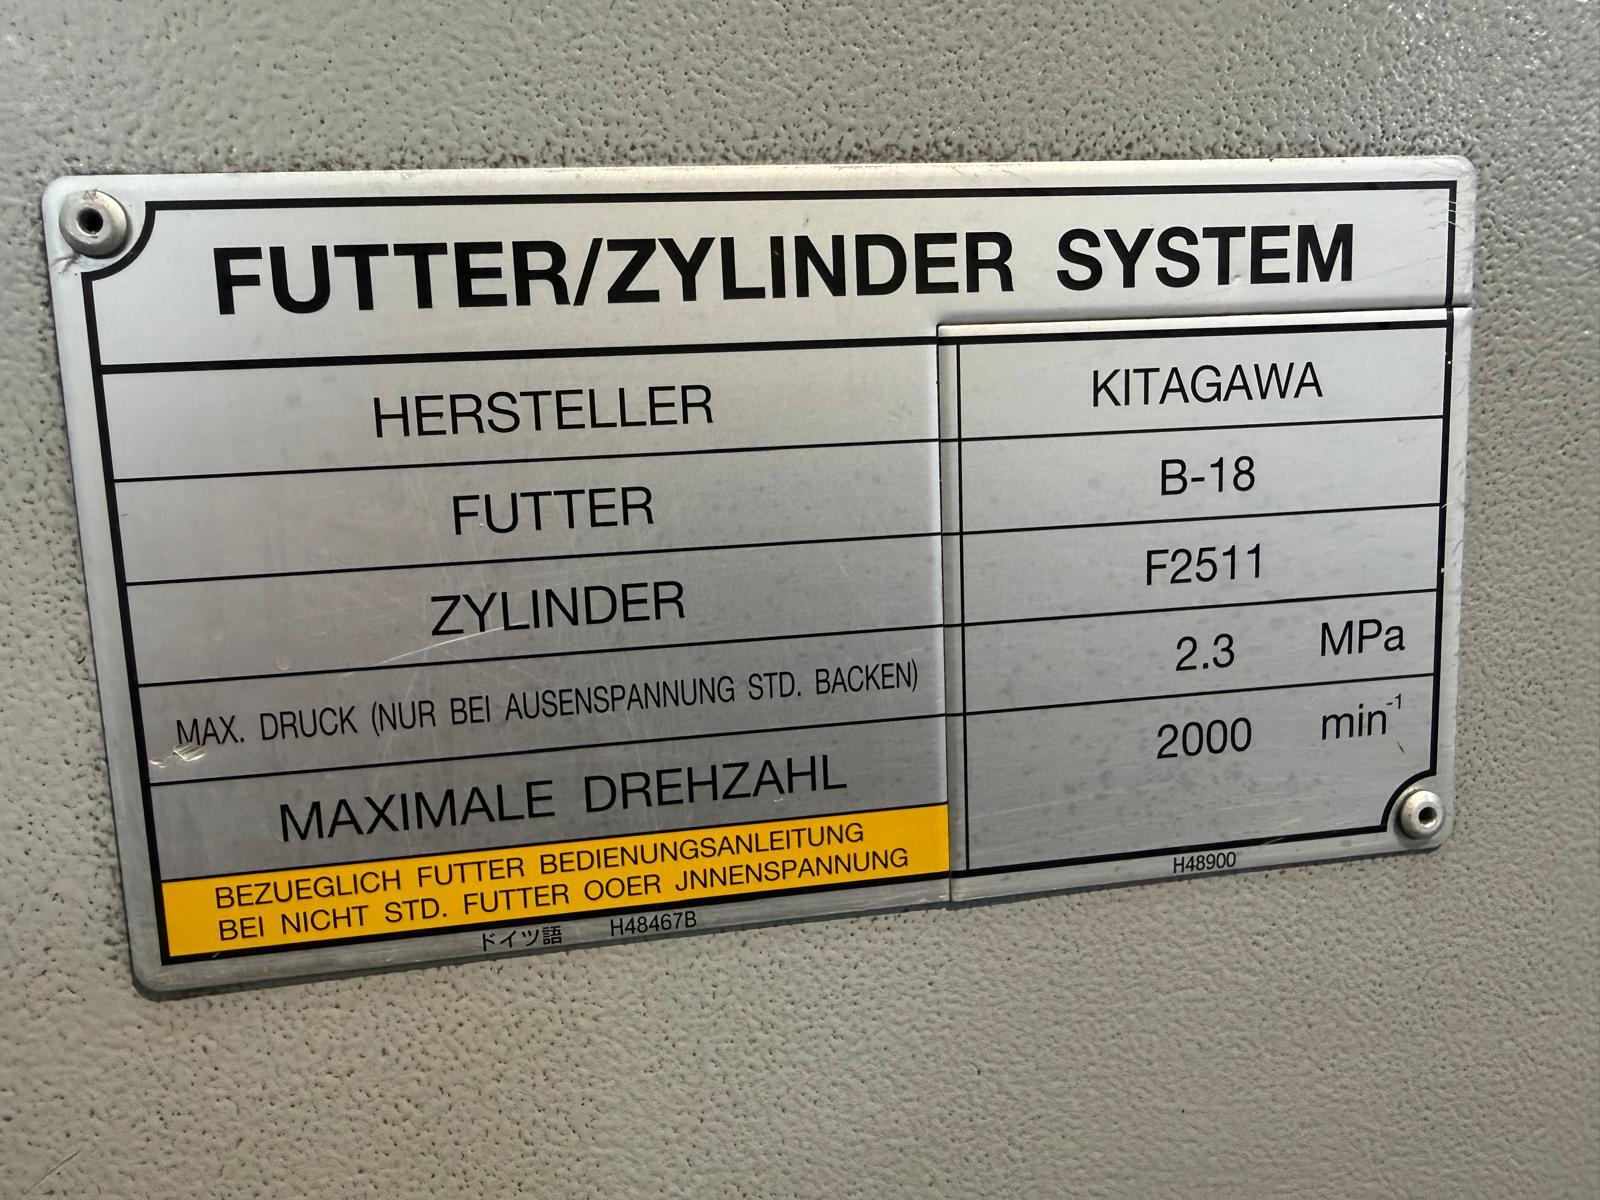 FUTTER/ZYLINDER SYSTEM
HERSTELLER KITAGAWA
FUTTER B-18
ZYLINDER F2511
MAX. DRUCK (NUR BEI AUSENSPANNUNG STD. BACKEN) 2.3 MPa
MAXIMALE DREHZAHL 2000 min⁻¹
BEZUEGLICH FUTTER BEDIENUNGSANLEITUNG
BEI NICHT STD. FUTTER OOER JNNENSPANNUNG
ドイツ語 H48467B
H48900